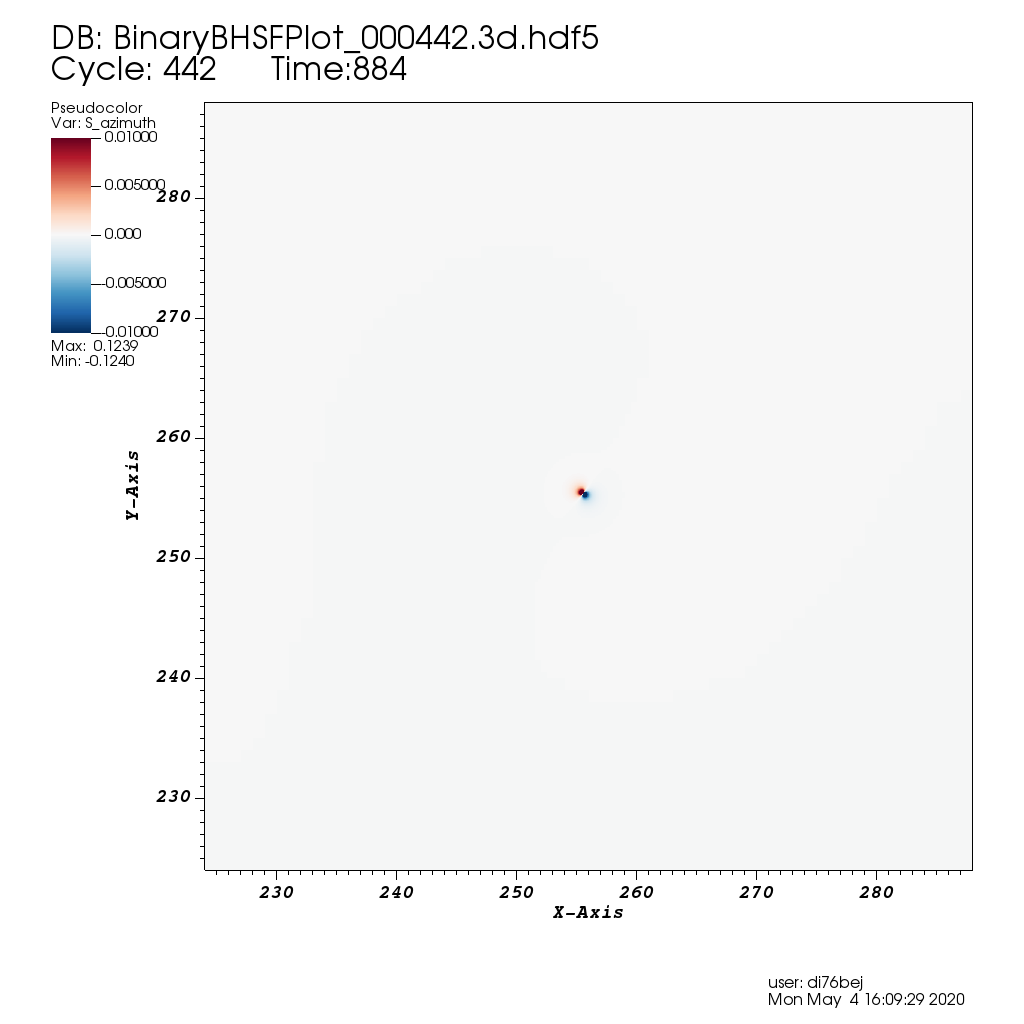 DB: BinaryBHSFPlot_000442.3d.hdf5
Cycle: 442 Time:884
Pseudocolor
Var: S_azimuth
0.01000
0.005000
0.000
-0.005000
-0.01000
Max: 0.1239
Min: -0.1240
280
270
260
250
240
230
Y-Axis
230 240 250 260 270 280
X-Axis
user: di76bej
Mon May 4 16:09:29 2020